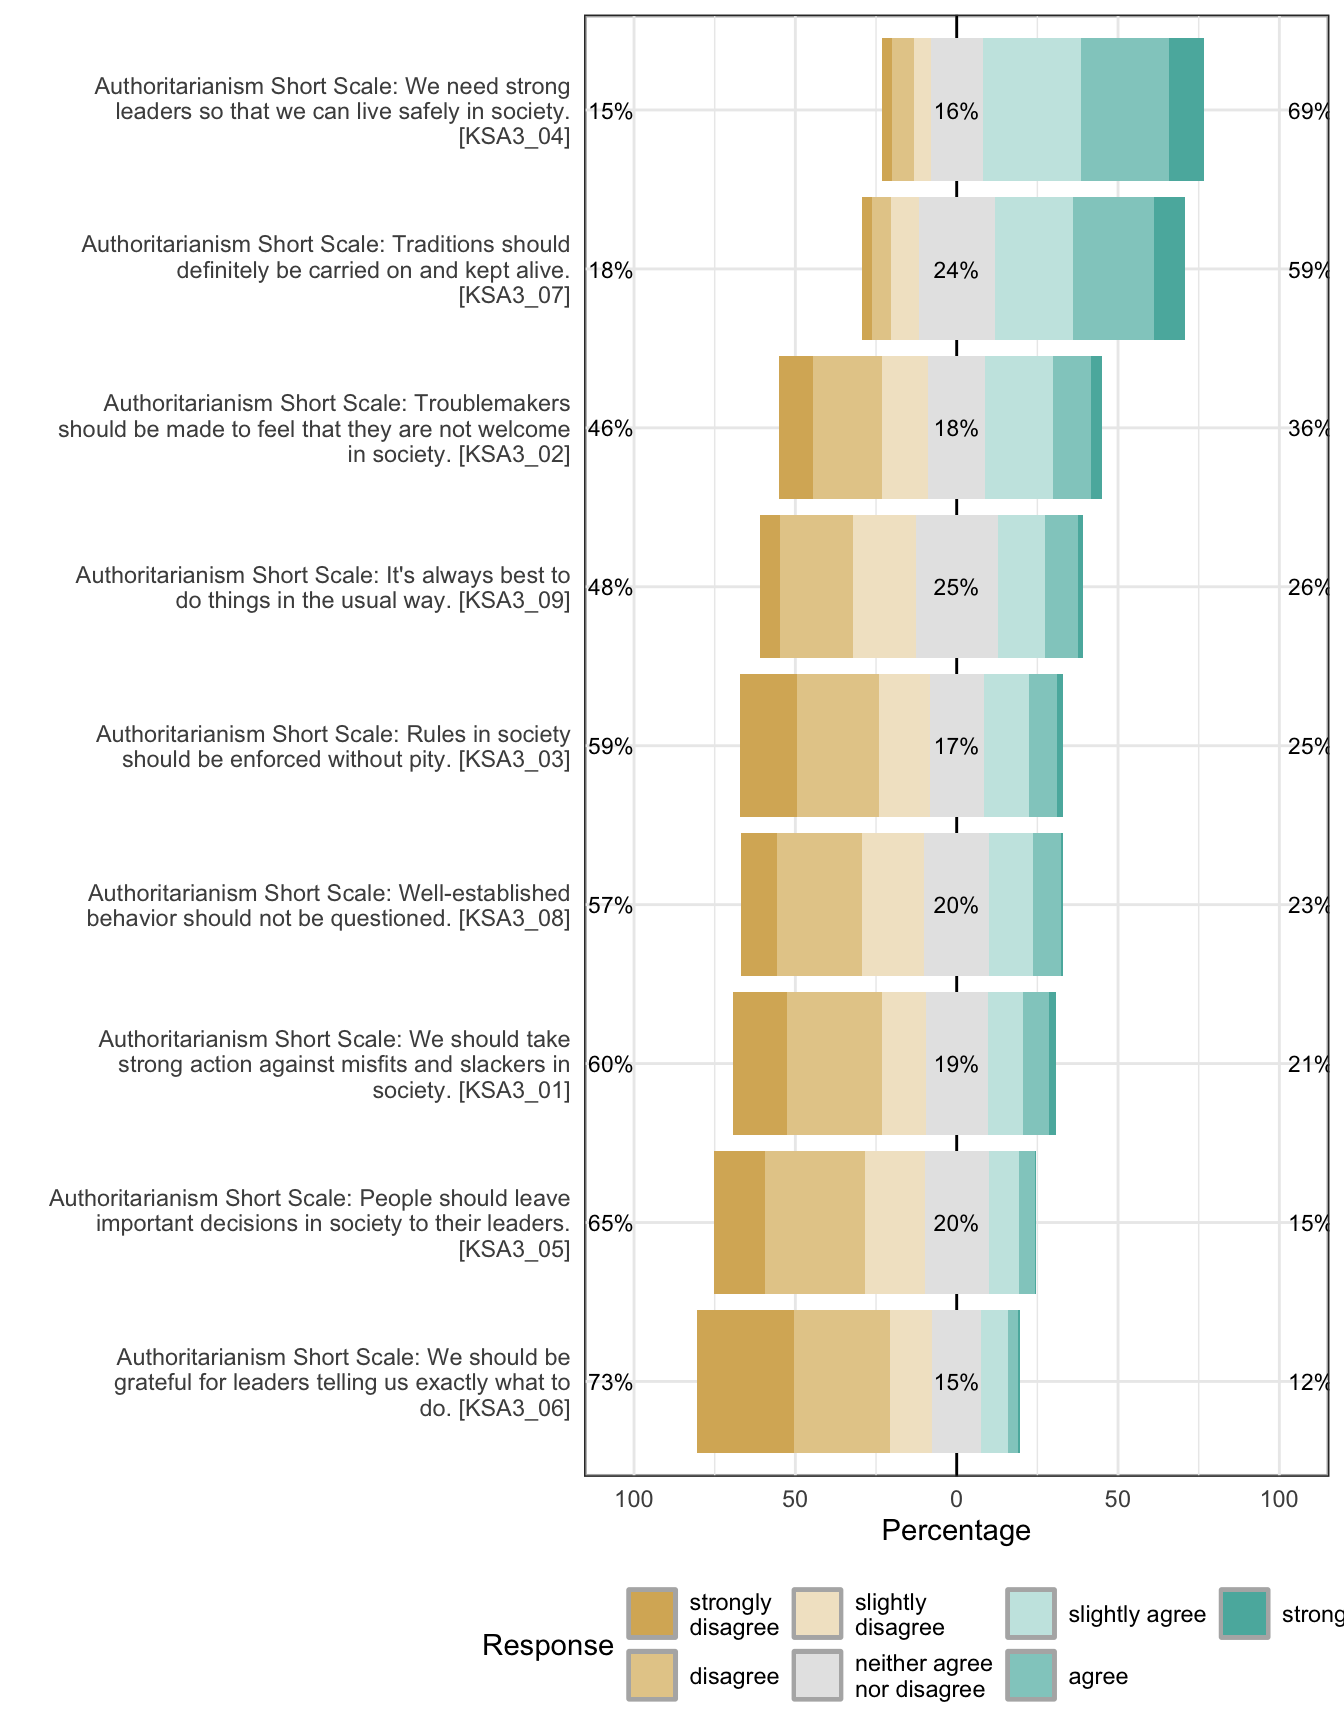 Authoritarianism Short Scale: We need strong
leaders so that we can live safely in society.
[KSA3_04]
15%
16%
69%
Authoritarianism Short Scale: Traditions should
definitely be carried on and kept alive.
[KSA3_07]
18%
24%
59%
Authoritarianism Short Scale: Troublemakers
should be made to feel that they are not welcome
in society. [KSA3_02]
46%
18%
36%
Authoritarianism Short Scale: It's always best to
do things in the usual way. [KSA3_09]
48%
25%
26%
Authoritarianism Short Scale: Rules in society
should be enforced without pity. [KSA3_03]
59%
17%
25%
Authoritarianism Short Scale: Well-established
behavior should not be questioned. [KSA3_08]
57%
20%
23%
Authoritarianism Short Scale: We should take
strong action against misfits and slackers in
society. [KSA3_01]
60%
19%
21%
Authoritarianism Short Scale: People should leave
important decisions in society to their leaders.
[KSA3_05]
65%
20%
15%
Authoritarianism Short Scale: We should be
grateful for leaders telling us exactly what to
do. [KSA3_06]
73%
15%
12%
100 50 0 50 100
Percentage
Response
strongly
disagree
disagree
slightly
disagree
neither agree
nor disagree
slightly agree
agree
strong